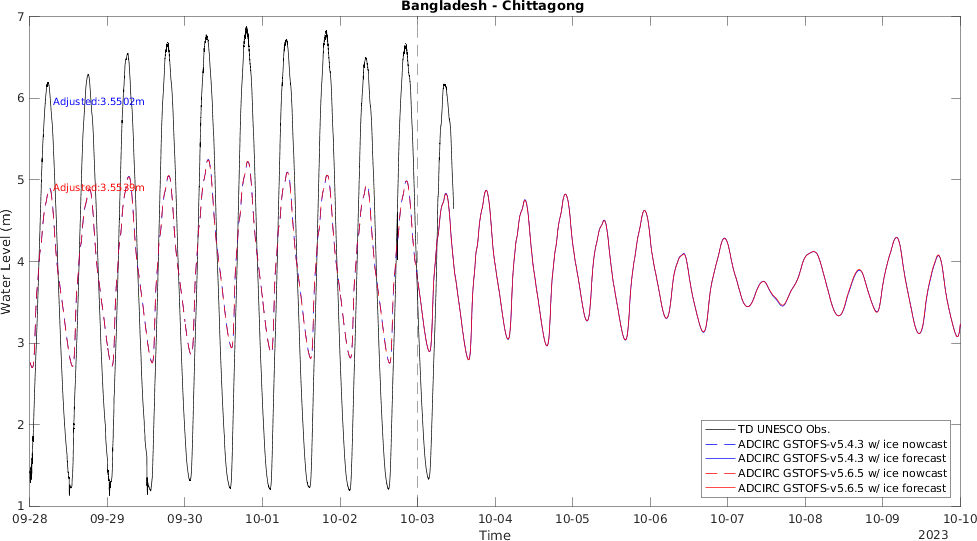 Bangladesh - Chittagong
7
6
5
4
3
2
1
Water Level (m)
Adjusted:3.5502m
Adjusted:3.5539m
TD UNESCO Obs.
ADCIRC GSTOFS-v5.4.3 w/ ice nowcast
ADCIRC GSTOFS-v5.4.3 w/ ice forecast
ADCIRC GSTOFS-v5.6.5 w/ ice nowcast
ADCIRC GSTOFS-v5.6.5 w/ ice forecast
09-28 09-29 09-30 10-01 10-02 10-03 10-04 10-05 10-06 10-07 10-08 10-09 10-10
Time
2023